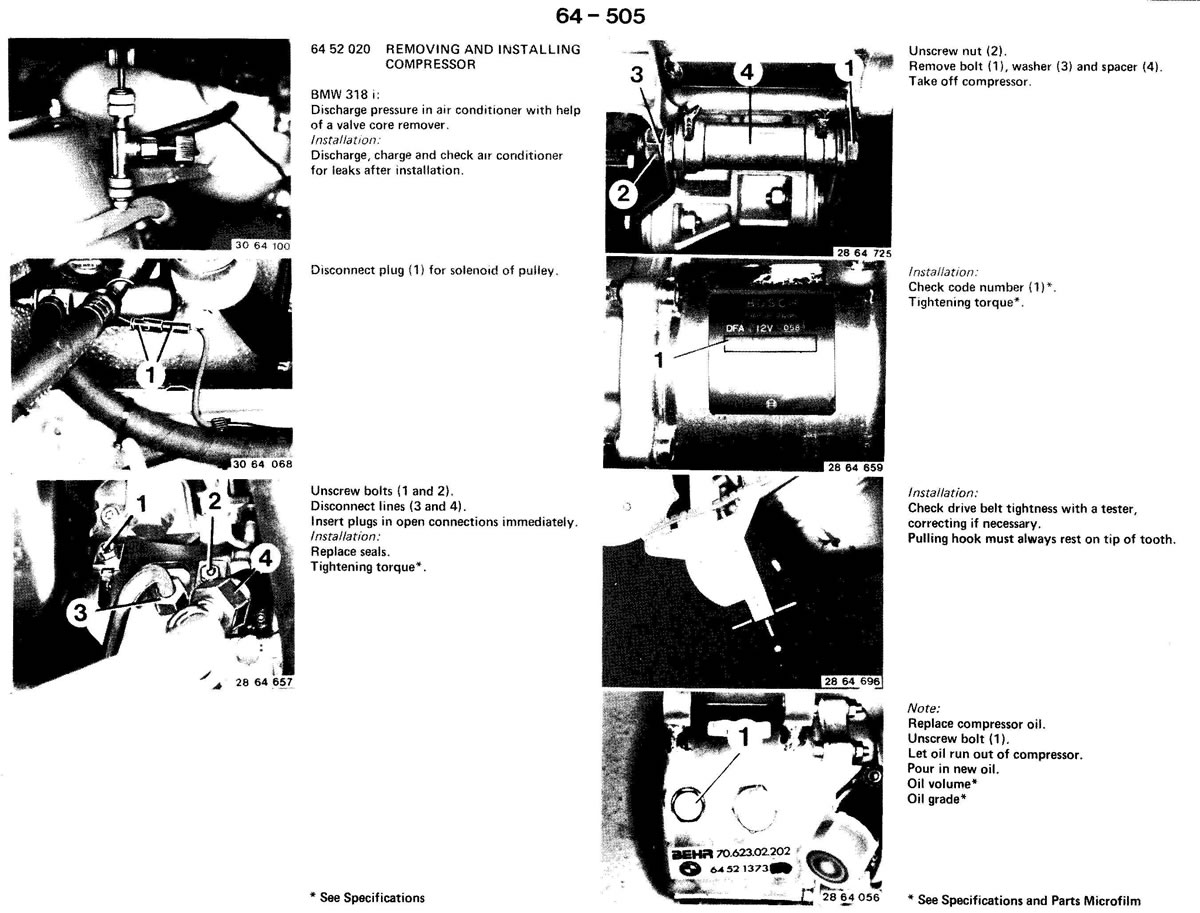 64 – 505
64 52 020 REMOVING AND INSTALLING
COMPRESSOR
BMW 318 i:
Discharge pressure in air conditioner with help
of a valve core remover.
Installation:
Discharge, charge and check air conditioner
for leaks after installation.
30 64 100
Disconnect plug (1) for solenoid of pulley.
1
30 64 068
Unscrew bolts (1 and 2).
Disconnect lines (3 and 4).
Insert plugs in open connections immediately.
Installation:
Replace seals.
Tightening torque*.
1
2
4
3
28 64 657
* See Specifications
Unscrew nut (2).
Remove bolt (1), washer (3) and spacer (4).
Take off compressor.
3
4
1
2
28 64 725
Installation:
Check code number (1)*.
Tightening torque*.
BOSCH
DFA 12V 058
1
28 64 659
Installation:
Check drive belt tightness with a tester,
correcting if necessary.
Pulling hook must always rest on tip of tooth.
28 64 696
Note:
Replace compressor oil.
Unscrew bolt (1).
Let oil run out of compressor.
Pour in new oil.
Oil volume*
Oil grade*
1
BEHR 70.623.02.202
64 52 1373
28 64 056
* See Specifications and Parts Microfilm